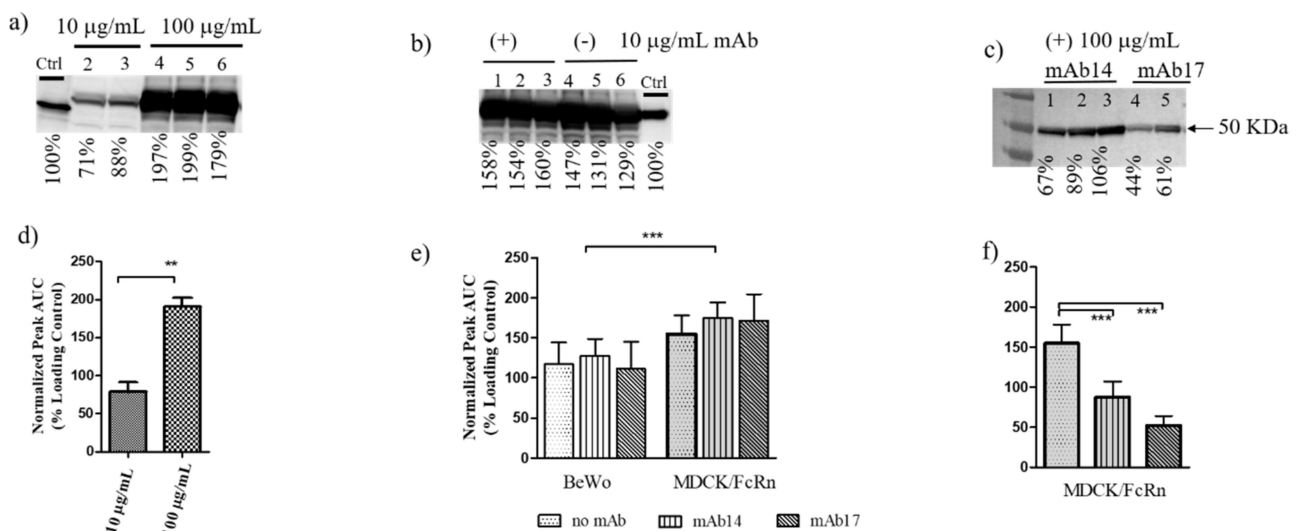 a)
10 µg/mL 100 µg/mL
Ctrl 2 3 4 5 6
100% 71% 88% 197% 199% 179%
b)
(+) (-) 10 µg/mL mAb
1 2 3 4 5 6 Ctrl
158% 154% 160% 147% 131% 129% 100%
c)
(+) 100 µg/mL
mAb14 mAb17
1 2 3 4 5
50 KDa
67% 89% 106% 44% 61%
d)
Normalized Peak AUC
(% Loading Control)
250
200
150
100
50
0
**
10 µg/mL
100 µg/mL
e)
Normalized Peak AUC
(% Loading Control)
250
200
150
100
50
0
***
BeWo MDCK/FcRn
no mAb mAb14 mAb17
f)
250
200
150
100
50
0
*** ***
MDCK/FcRn